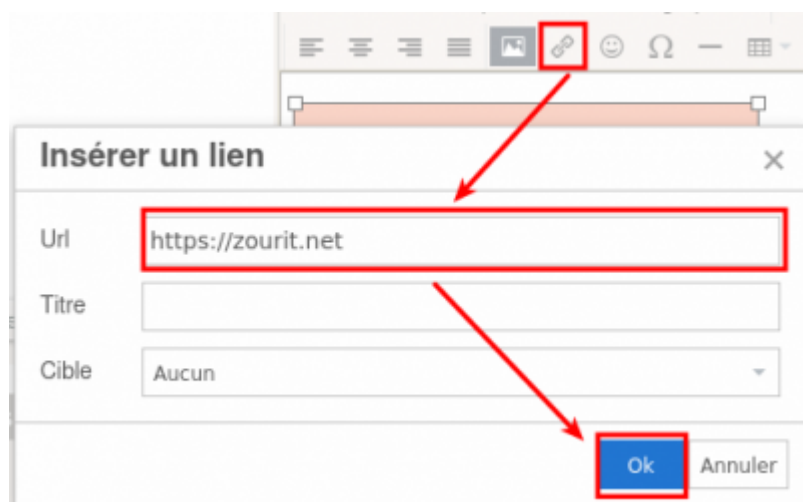 Insérer un lien
Url
https://zourit.net
Titre
Cible
Aucun
Ok
Annuler